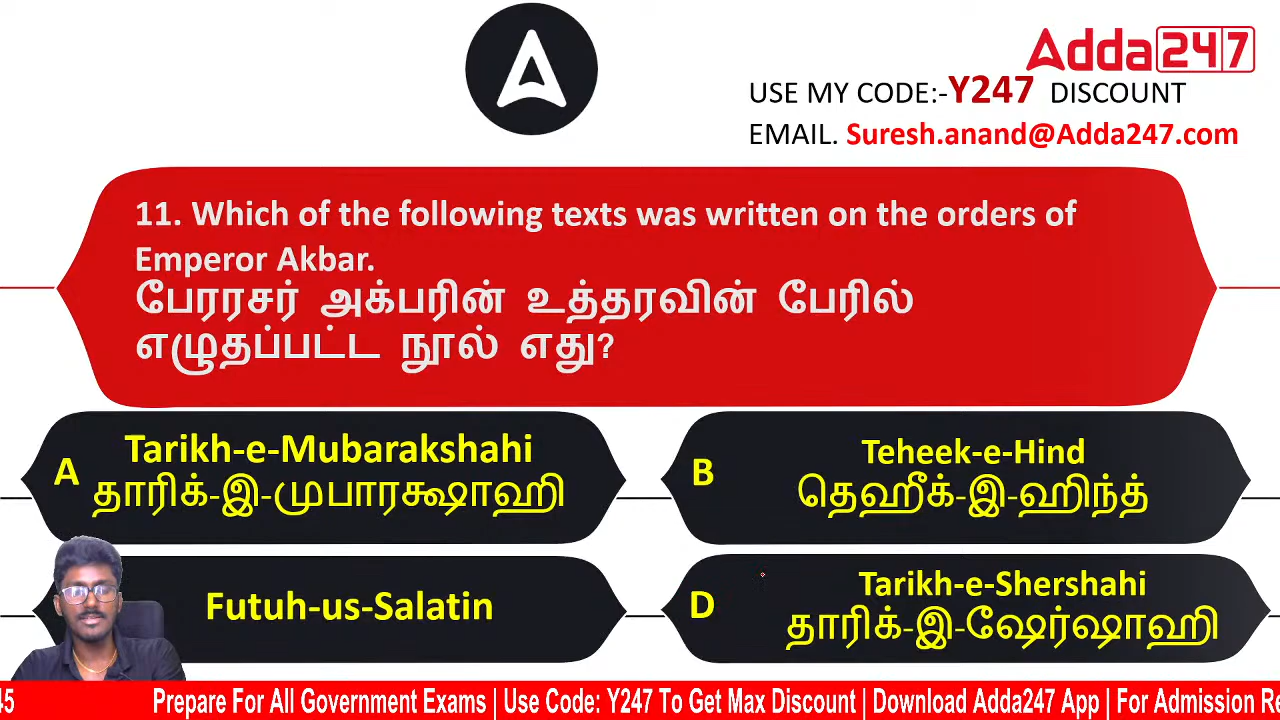 Adda247
USE MY CODE:-Y247 DISCOUNT
EMAIL. Suresh.anand@Adda247.com
11. Which of the following texts was written on the orders of
Emperor Akbar.
பேரரசர் அக்பரின் உத்தரவின் பேரில்
எழுதப்பட்ட நூல் எது?
A
Tarikh-e-Mubarakshahi
தாரிக்-இ-முபாரக்ஷாஹி
B
Teheek-e-Hind
தெஹீக்-இ-ஹிந்த்
Futuh-us-Salatin
D
Tarikh-e-Shershahi
தாரிக்-இ-ஷேர்ஷாஹி
45 Prepare For All Government Exams | Use Code: Y247 To Get Max Discount | Download Adda247 App | For Admission Re